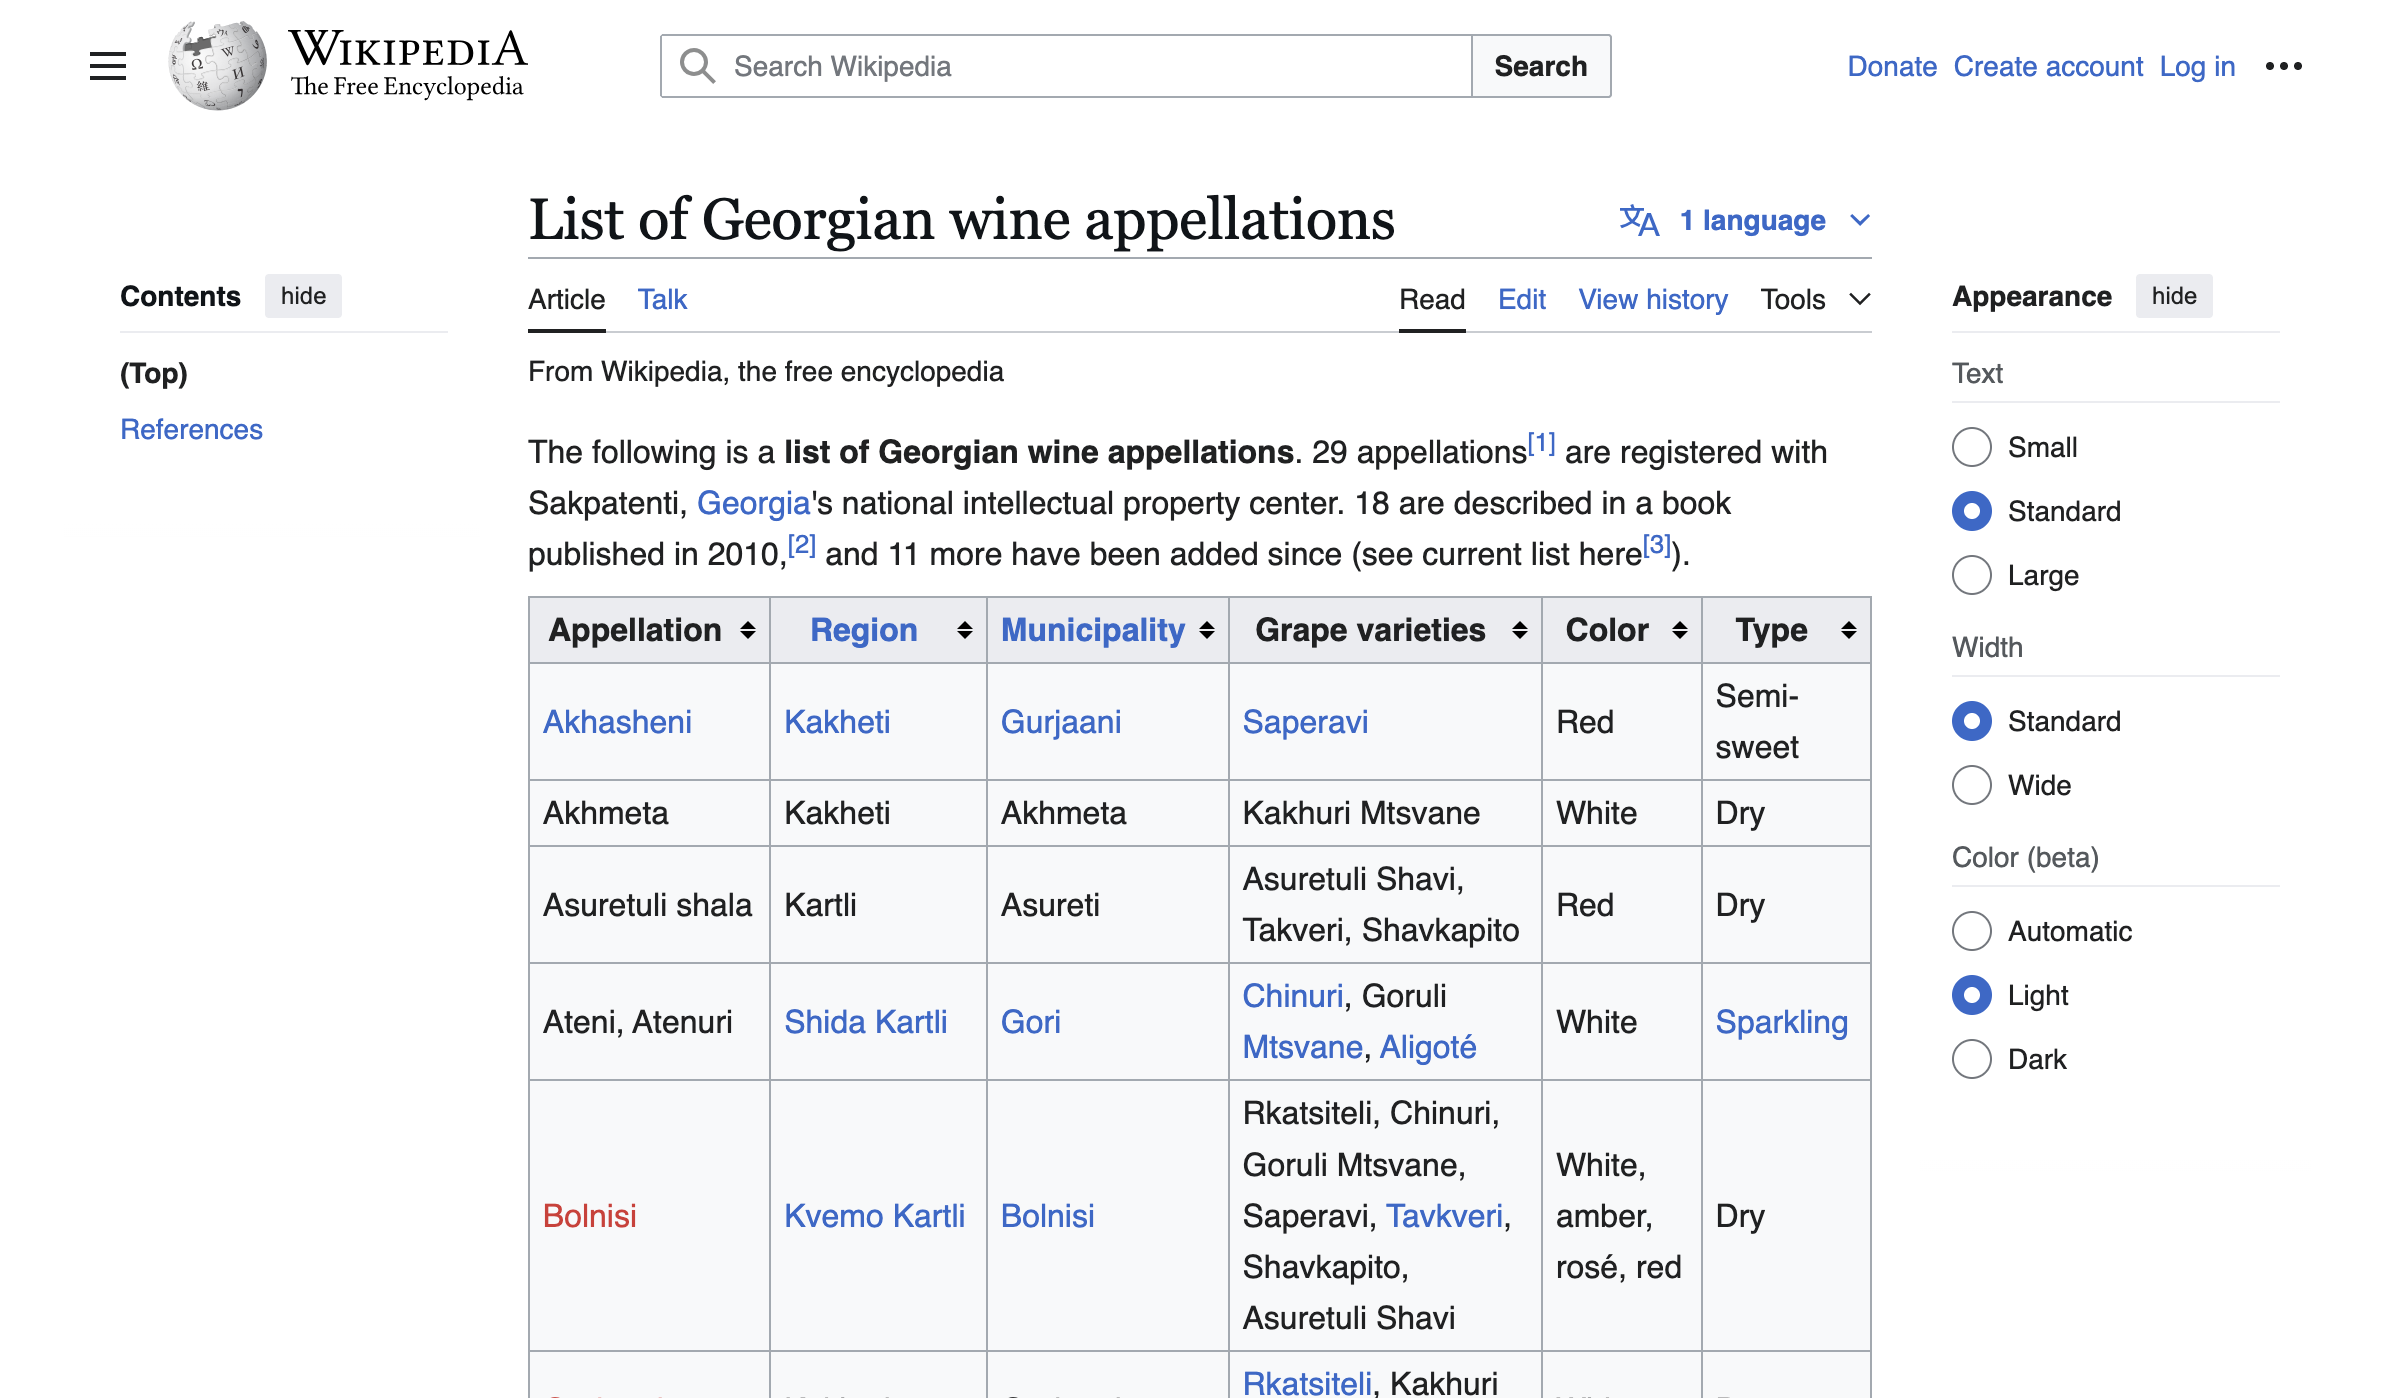 WIKIPEDIA
The Free Encyclopedia
Search Wikipedia
Search
Donate Create account Log in
List of Georgian wine appellations
1 language
Contents hide
(Top)
References
Article Talk
Read Edit View history Tools
From Wikipedia, the free encyclopedia
The following is a list of Georgian wine appellations. 29 appellations[1] are registered with
Sakpatenti, Georgia's national intellectual property center. 18 are described in a book
published in 2010,[2] and 11 more have been added since (see current list here[3]).
Appellation Region Municipality Grape varieties Color Type
Akhasheni Kakheti Gurjaani Saperavi Red Semi-
sweet
Akhmeta Kakheti Akhmeta Kakhuri Mtsvane White Dry
Asuretuli shala Kartli Asureti Asuretuli Shavi,
Takveri, Shavkapito Red Dry
Ateni, Atenuri Shida Kartli Gori Chinuri, Goruli
Mtsvane, Aligoté White Sparkling
Bolnisi Kvemo Kartli Bolnisi Rkatsiteli, Chinuri,
Goruli Mtsvane,
Saperavi, Tavkveri,
Shavkapito,
Asuretuli Shavi
White,
amber,
rosé, red
Dry
Rkatsiteli, Kakhuri
Appearance hide
Text
Small
Standard
Large
Width
Standard
Wide
Color (beta)
Automatic
Light
Dark